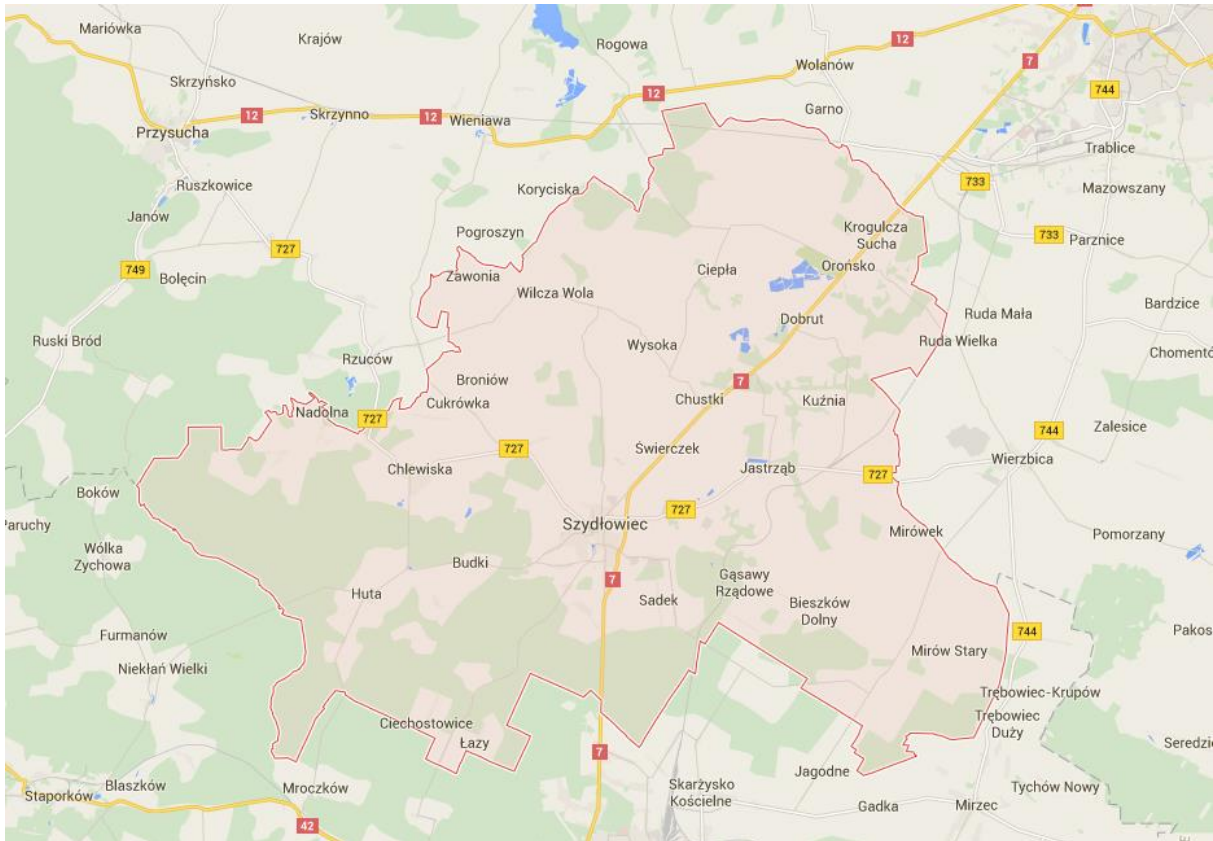 Mariówka
Krajów
Rogowa
12
7
Wolanów
Skrzyńsko
12
744
12
Skrzynno
12
Wieniawa
Garno
Przysucha
Trablice
Ruszkowice
Koryciska
733
Mazowszany
Janów
Pogroszyn
Krogulcza
Sucha
733
Parznice
727
749
Bolęcin
Zawonia
Ciepła
Orońsko
Wilcza Wola
Bardzice
Ruda Mała
Dobrut
Ruski Bród
Wysoka
Ruda Wielka
Rzuców
Chomentó
Broniów
7
Cukrówka
Chustki
Kuźnia
Nadolna
727
744
Zalesice
727
Świerczek
Chlewiska
Jastrząb
727
Wierzbica
Boków
727
Paruchy
Szydłowiec
Mirówek
Pomorzany
Wólka
Zychowa
Budki
7
Gąsawy
Rządowe
Huta
Sadek
Bieszków
Dolny
Furmanów
744
Pakos
Niekłań Wielki
Mirów Stary
Trębowiec-Krupów
Ciechostowice
Trębowiec
Duży
Łazy
7
Seredzic
Jagodne
Błaszków
Mroczków
Skarżysko
Kościelne
Tychów Nowy
Staporków
Gadka
Mirzec
42